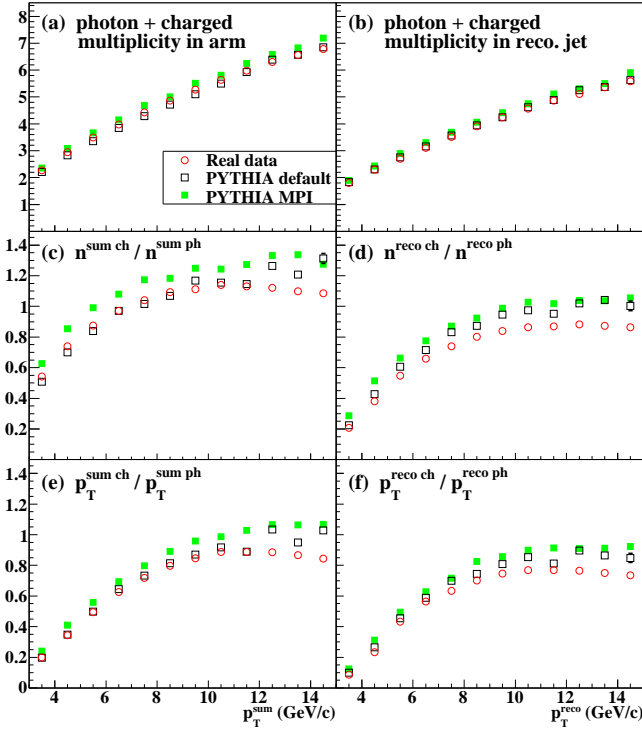 (a) photon + charged
multiplicity in arm
(b) photon + charged
multiplicity in reco. jet
8
7
6
5
4
3
2
1
Real data
PYTHIA default
PYTHIA MPI
(c) n^sum ch / n^sum ph
(d) n^reco ch / n^reco ph
1.4
1.2
1
0.8
0.6
0.4
0.2
(e) p_T^sum ch / p_T^sum ph
(f) p_T^reco ch / p_T^reco ph
1.4
1.2
1
0.8
0.6
0.4
0.2
0
4 6 8 10 12 14
4 6 8 10 12 14
p_T^sum (GeV/c)
p_T^reco (GeV/c)